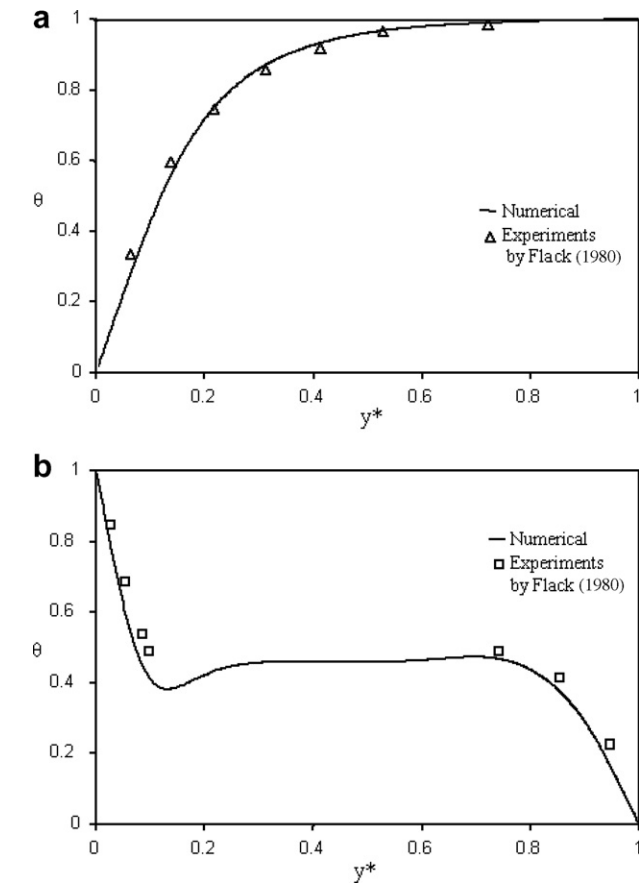 a
1
0.8
0.6
θ
0.4
0.2
0
Numerical
Experiments
by Flack (1980)
0 0.2 0.4 0.6 0.8 1
y*
b
1
0.8
0.6
θ
0.4
0.2
0
Numerical
Experiments
by Flack (1980)
0 0.2 0.4 0.6 0.8 1
y*